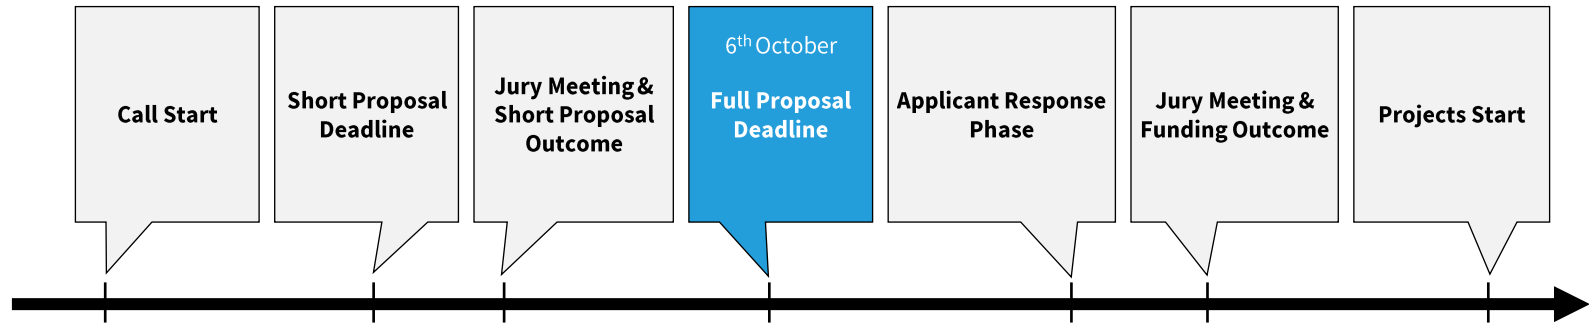 Call Start
Short Proposal
Deadline
Jury Meeting &
Short Proposal
Outcome
6th October
Full Proposal
Deadline
Applicant Response
Phase
Jury Meeting &
Funding Outcome
Projects Start